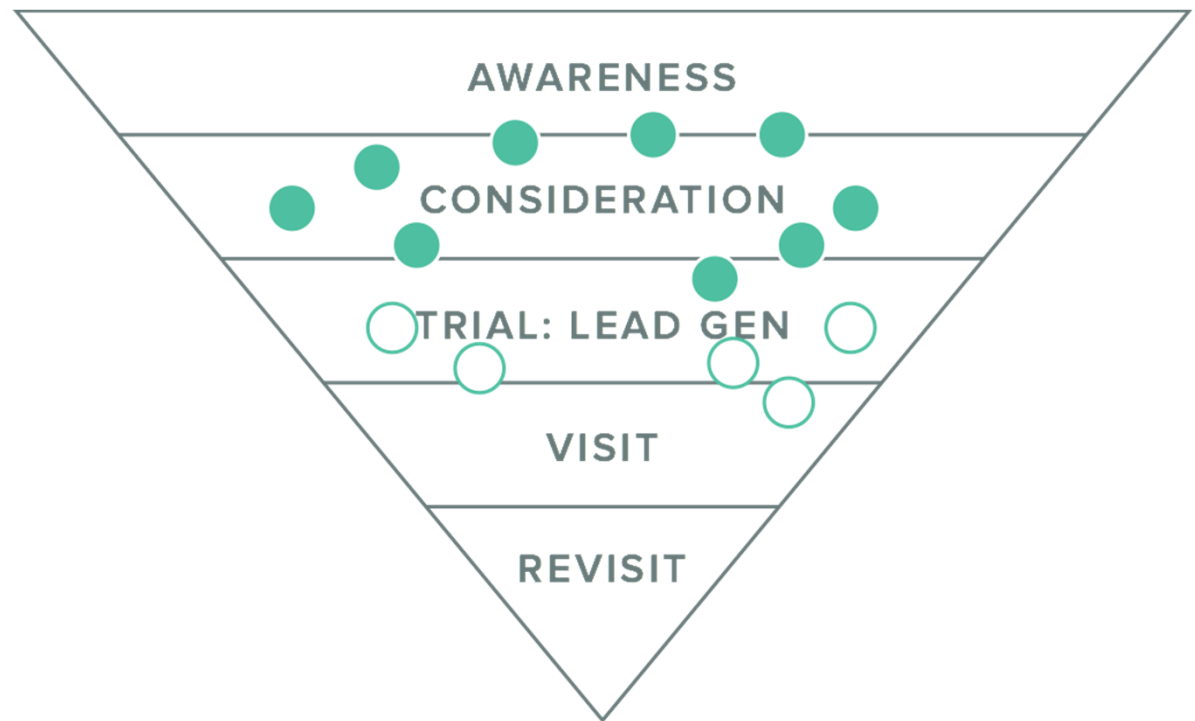 AWARENESS
CONSIDERATION
TRIAL: LEAD GEN
VISIT
REVISIT